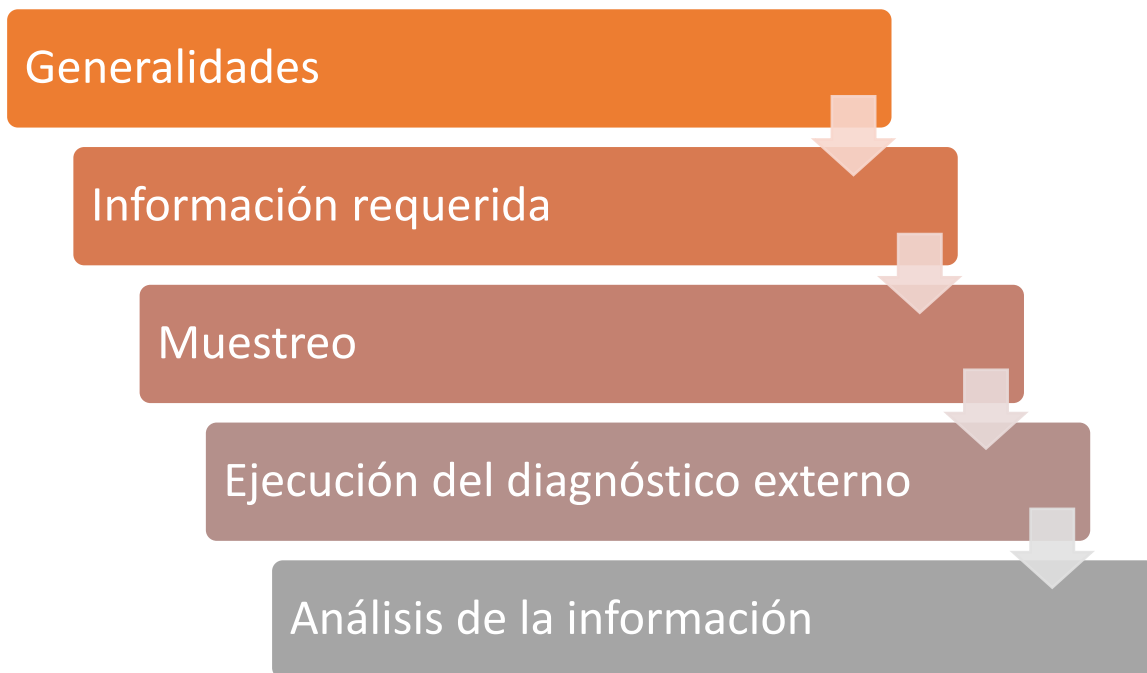 Generalidades
Información requerida
Muestreo
Ejecución del diagnóstico externo
Análisis de la información